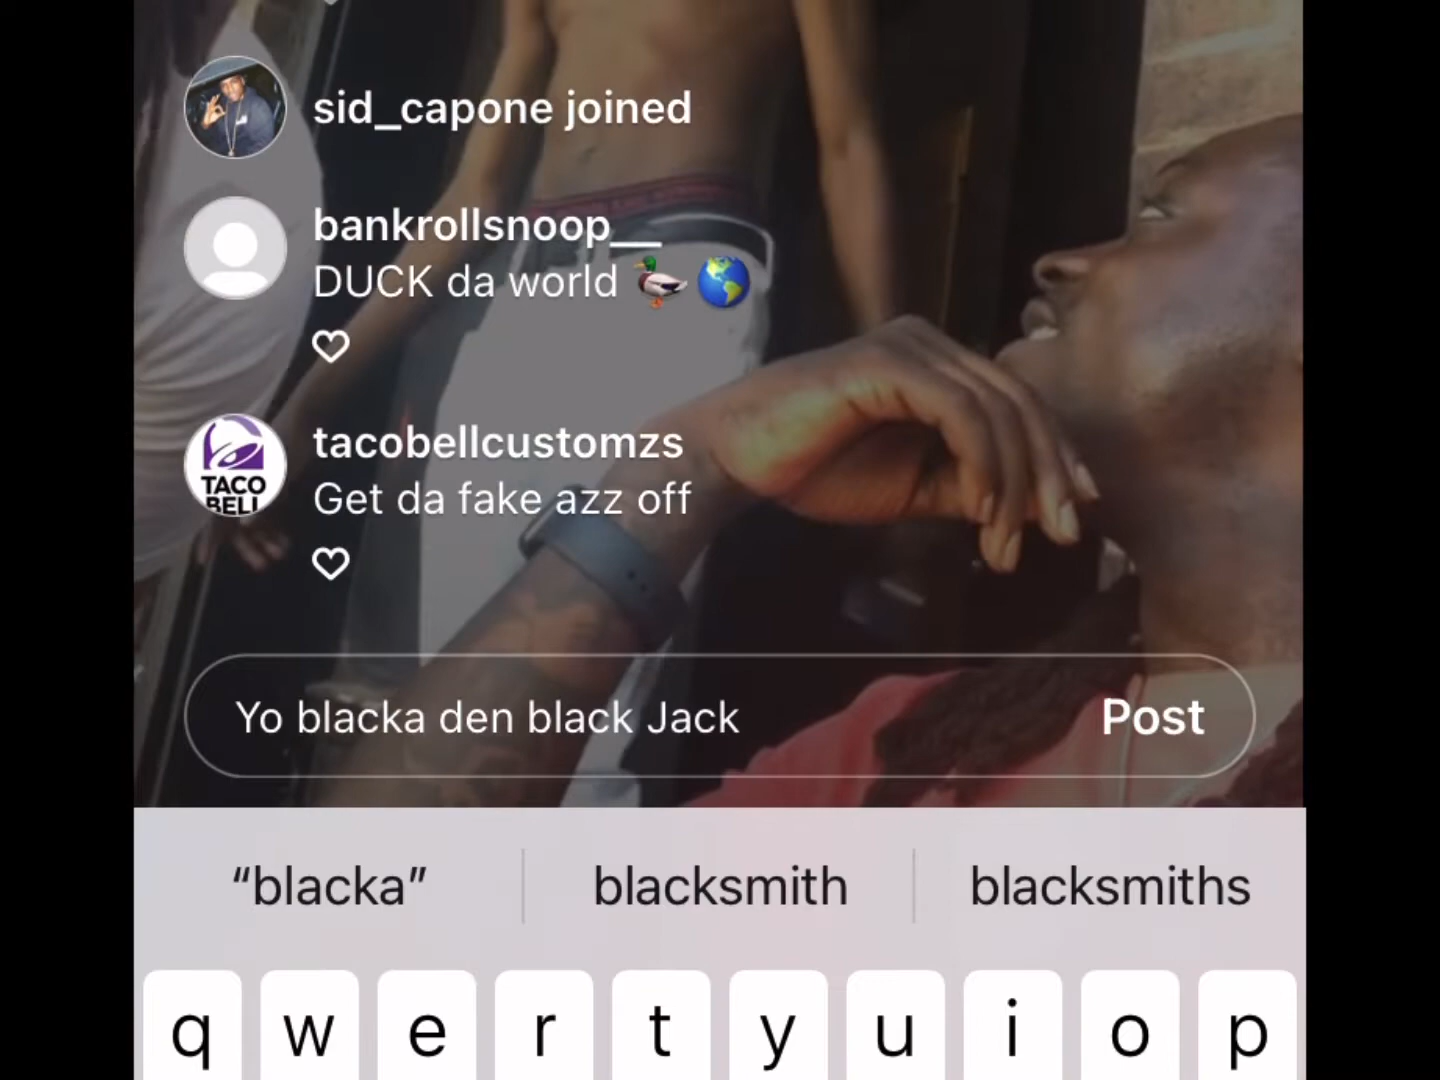 sid_capone joined
bankrollsnoop__
DUCK da world 🦆 🌎
tacobellcustomzs
TACO
BELL
Get da fake azz off
Yo blacka den black Jack
Post
“blacka”
blacksmith
blacksmiths
q w e r t y u i o p